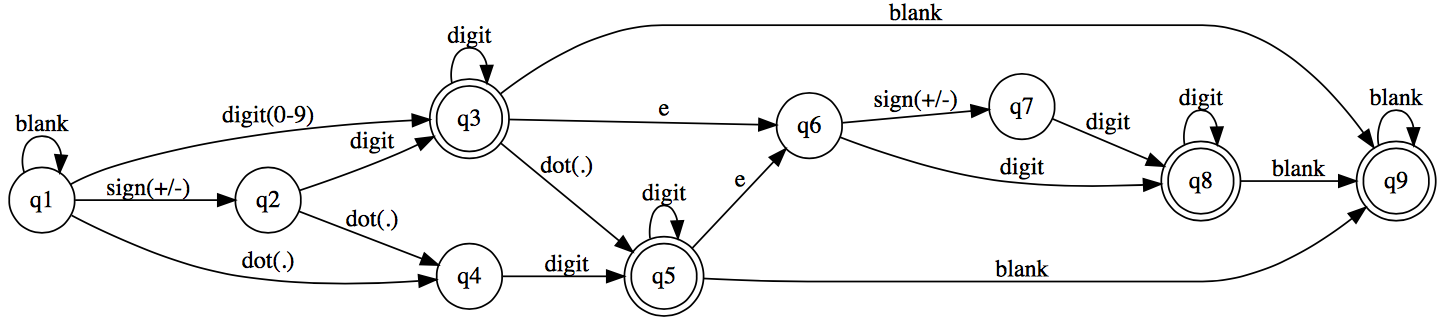 blank
digit
digit
blank
blank
digit(0-9)
e
sign(+/-)
q7
digit
q3
q6
digit
dot(.)
digit
blank
q1
sign(+/-)
q2
dot(.)
digit
e
q8
blank
q9
dot(.)
q4
digit
q5
blank